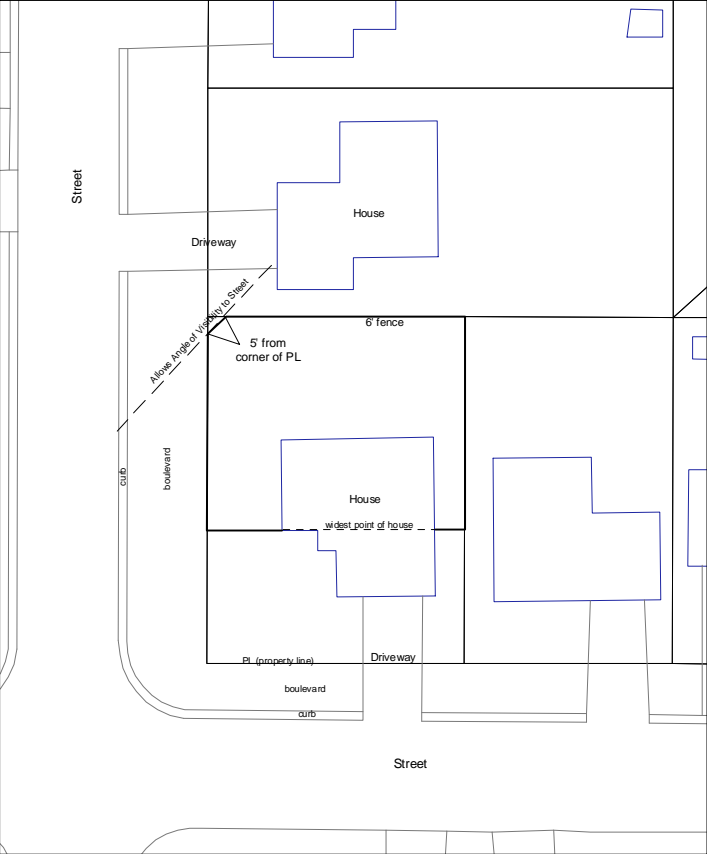 Street
House
Driveway
Allows Angle of Visibility to Street
6' fence
5' from
corner of PL
curb
boulevard
House
widest point of house
PL (property line)
Driveway
boulevard
curb
Street